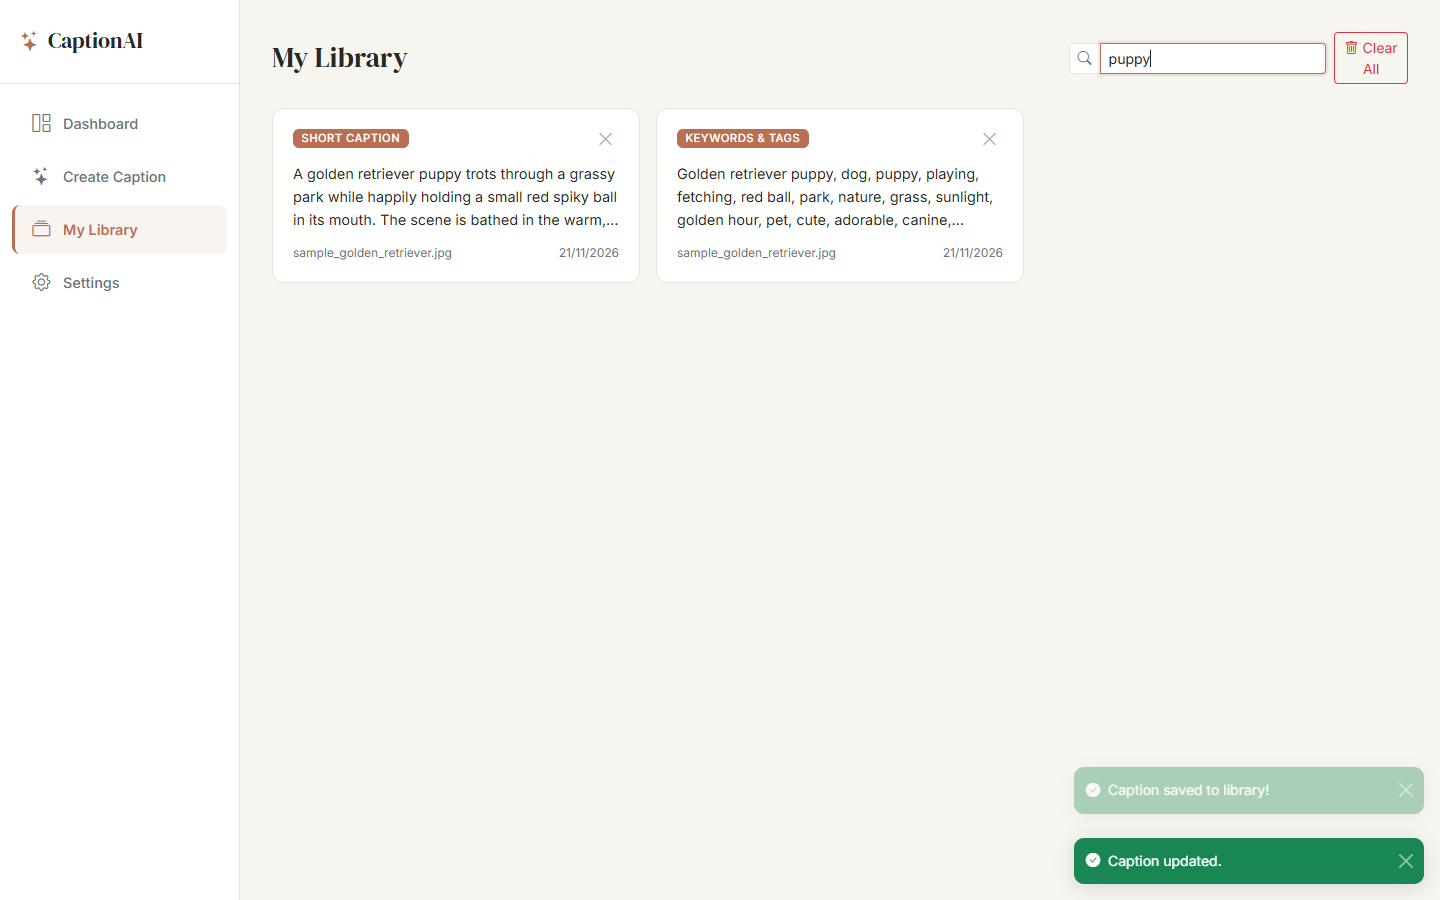 CaptionAI
Dashboard
Create Caption
My Library
Settings
My Library
puppy
Clear
All
SHORT CAPTION
A golden retriever puppy trots through a grassy
park while happily holding a small red spiky ball
in its mouth. The scene is bathed in the warm,...
sample_golden_retriever.jpg
21/11/2026
KEYWORDS & TAGS
Golden retriever puppy, dog, puppy, playing,
fetching, red ball, park, nature, grass, sunlight,
golden hour, pet, cute, adorable, canine,...
sample_golden_retriever.jpg
21/11/2026
Caption saved to library!
Caption updated.